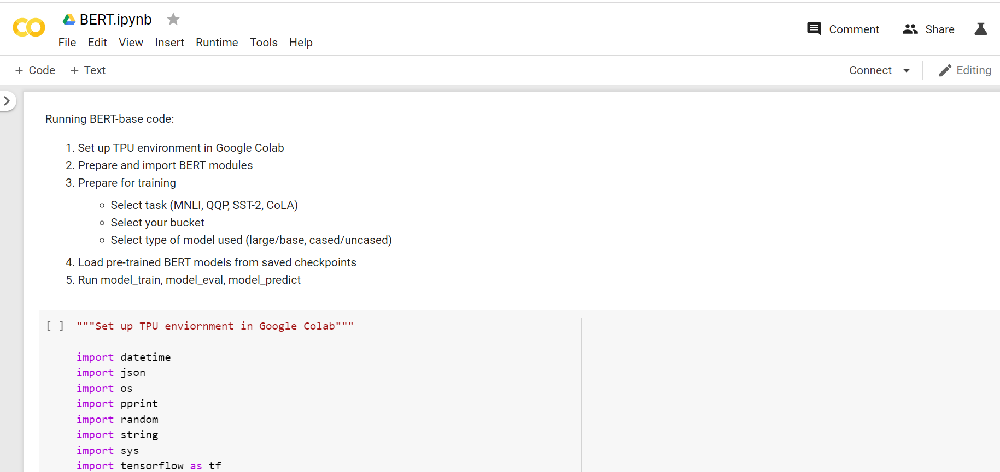 BERT.ipynb
File Edit View Insert Runtime Tools Help
Comment Share
+ Code + Text
Connect Editing
Running BERT-base code:
1. Set up TPU environment in Google Colab
2. Prepare and import BERT modules
3. Prepare for training
Select task (MNLI, QQP, SST-2, CoLA)
Select your bucket
Select type of model used (large/base, cased/uncased)
4. Load pre-trained BERT models from saved checkpoints
5. Run model_train, model_eval, model_predict
[ ] """Set up TPU enviornment in Google Colab"""
import datetime
import json
import os
import pprint
import random
import string
import sys
import tensorflow as tf